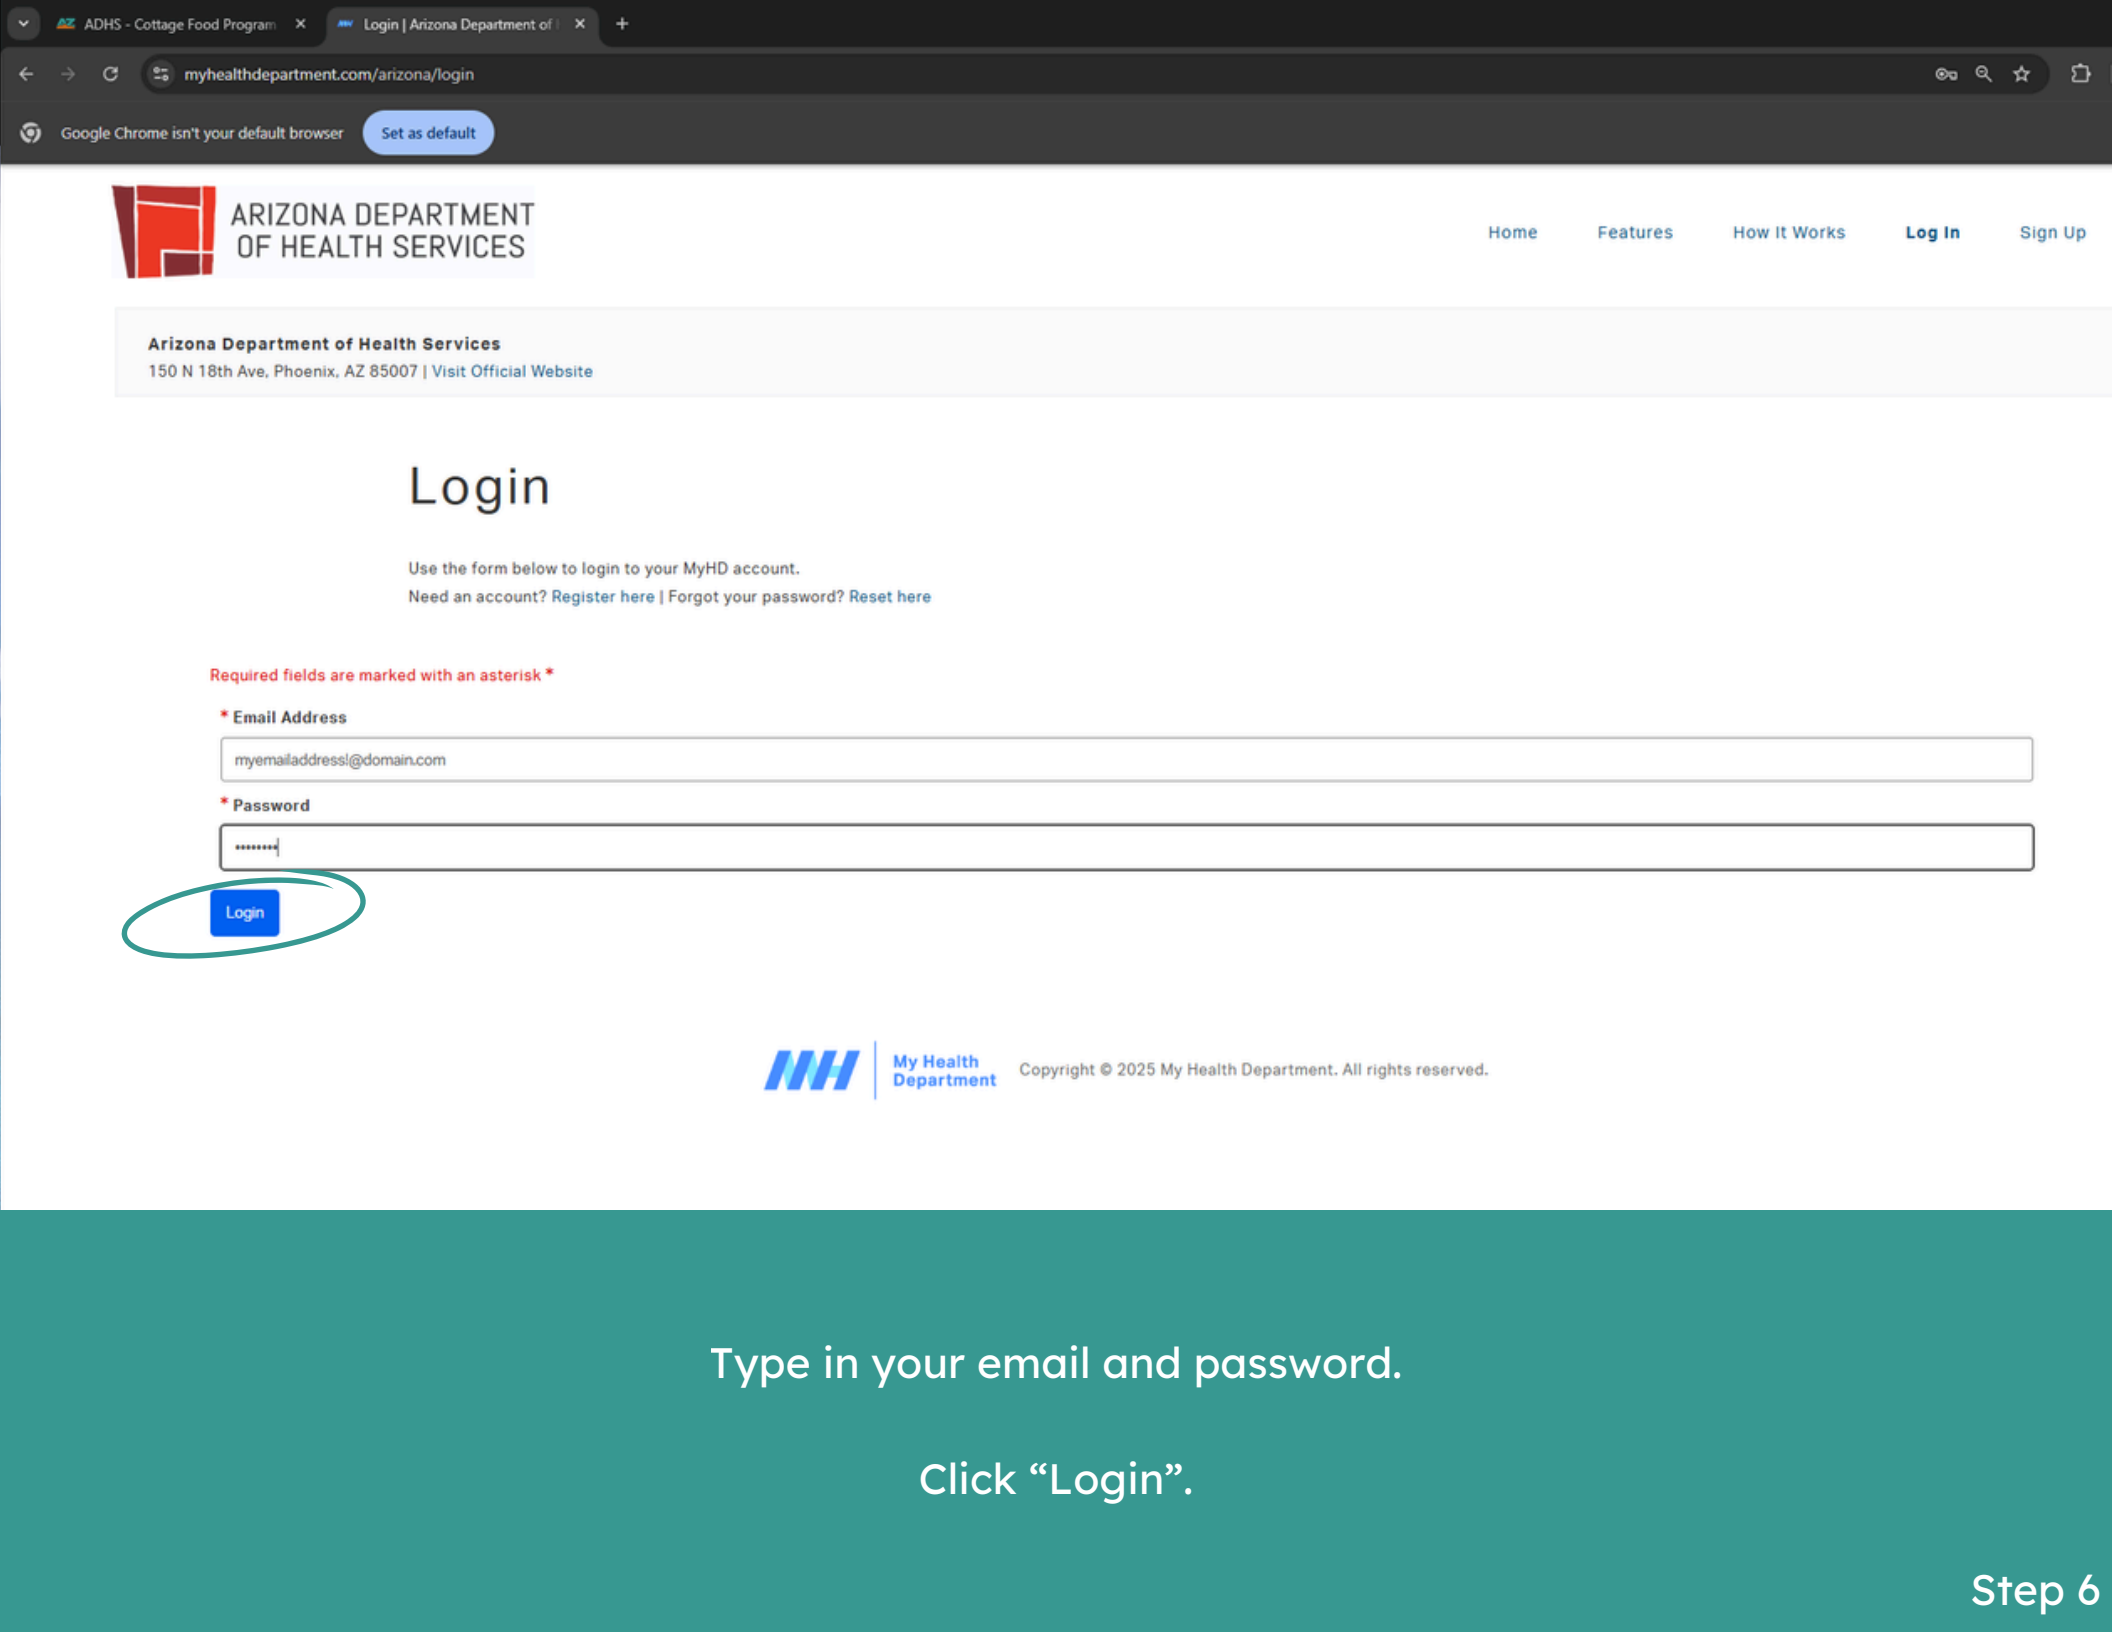 ADHS - Cottage Food Program
Login | Arizona Department of
myhealthdepartment.com/arizona/login
Google Chrome isn't your default browser
Set as default
ARIZONA DEPARTMENT
OF HEALTH SERVICES
Home
Features
How It Works
Log In
Sign Up
Arizona Department of Health Services
150 N 18th Ave, Phoenix, AZ 85007 | Visit Official Website
Login
Use the form below to login to your MyHD account.
Need an account? Register here | Forgot your password? Reset here
Required fields are marked with an asterisk *
* Email Address
myemailaddress!@domain.com
* Password
••••••••
Login
MH
My Health
Department
Copyright © 2025 My Health Department. All rights reserved.
Type in your email and password.
Click “Login”.
Step 6